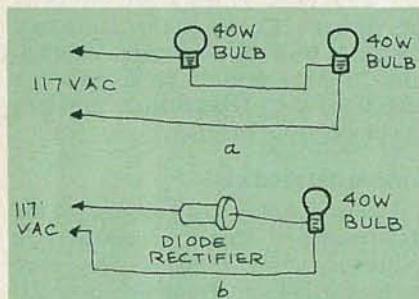 40W
BULB
40W
BULB
117 VAC
a
117
VAC
DIODE
RECTIFIER
40W
BULB
b